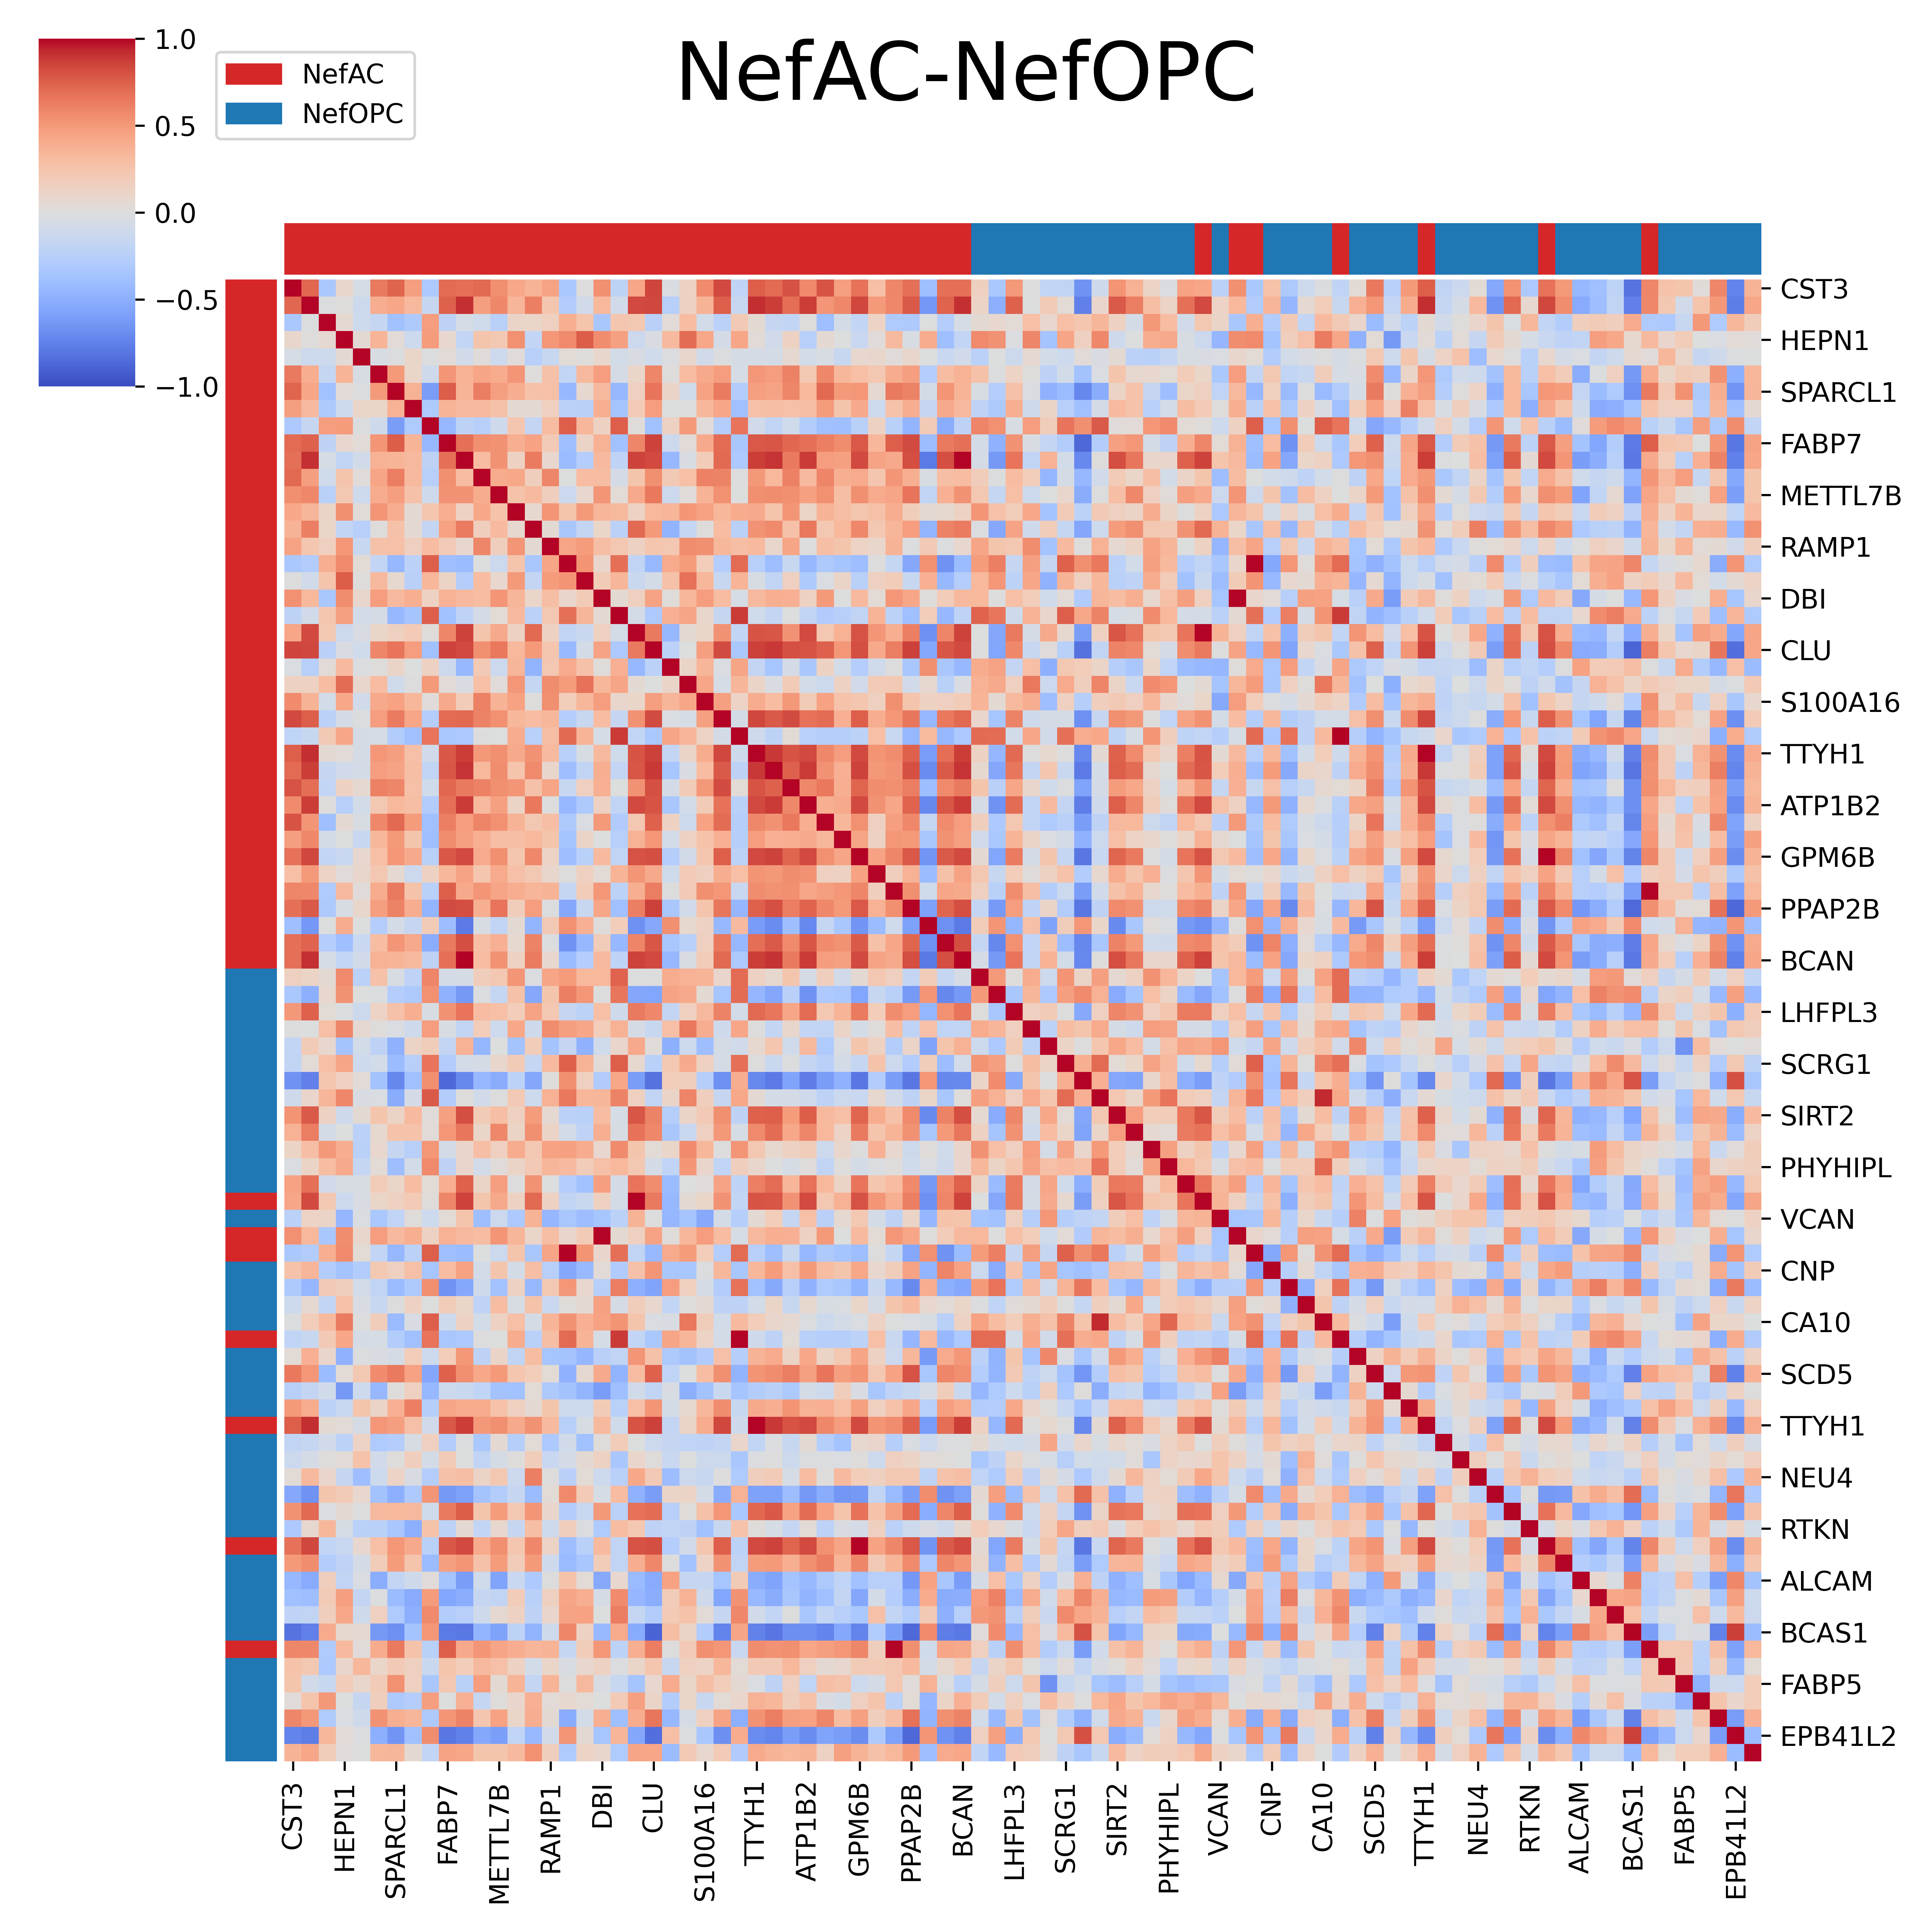 NefAC-NefOPC
1.0
0.5
0.0
−0.5
−1.0
NefAC
NefOPC
CST3
HEPN1
SPARCL1
FABP7
METTL7B
RAMP1
DBI
CLU
S100A16
TTYH1
ATP1B2
GPM6B
PPAP2B
BCAN
LHFPL3
SCRG1
SIRT2
PHYHIPL
VCAN
CNP
CA10
SCD5
TTYH1
NEU4
RTKN
ALCAM
BCAS1
FABP5
EPB41L2
CST3
HEPN1
SPARCL1
FABP7
METTL7B
RAMP1
DBI
CLU
S100A16
TTYH1
ATP1B2
GPM6B
PPAP2B
BCAN
LHFPL3
SCRG1
SIRT2
PHYHIPL
VCAN
CNP
CA10
SCD5
TTYH1
NEU4
RTKN
ALCAM
BCAS1
FABP5
EPB41L2